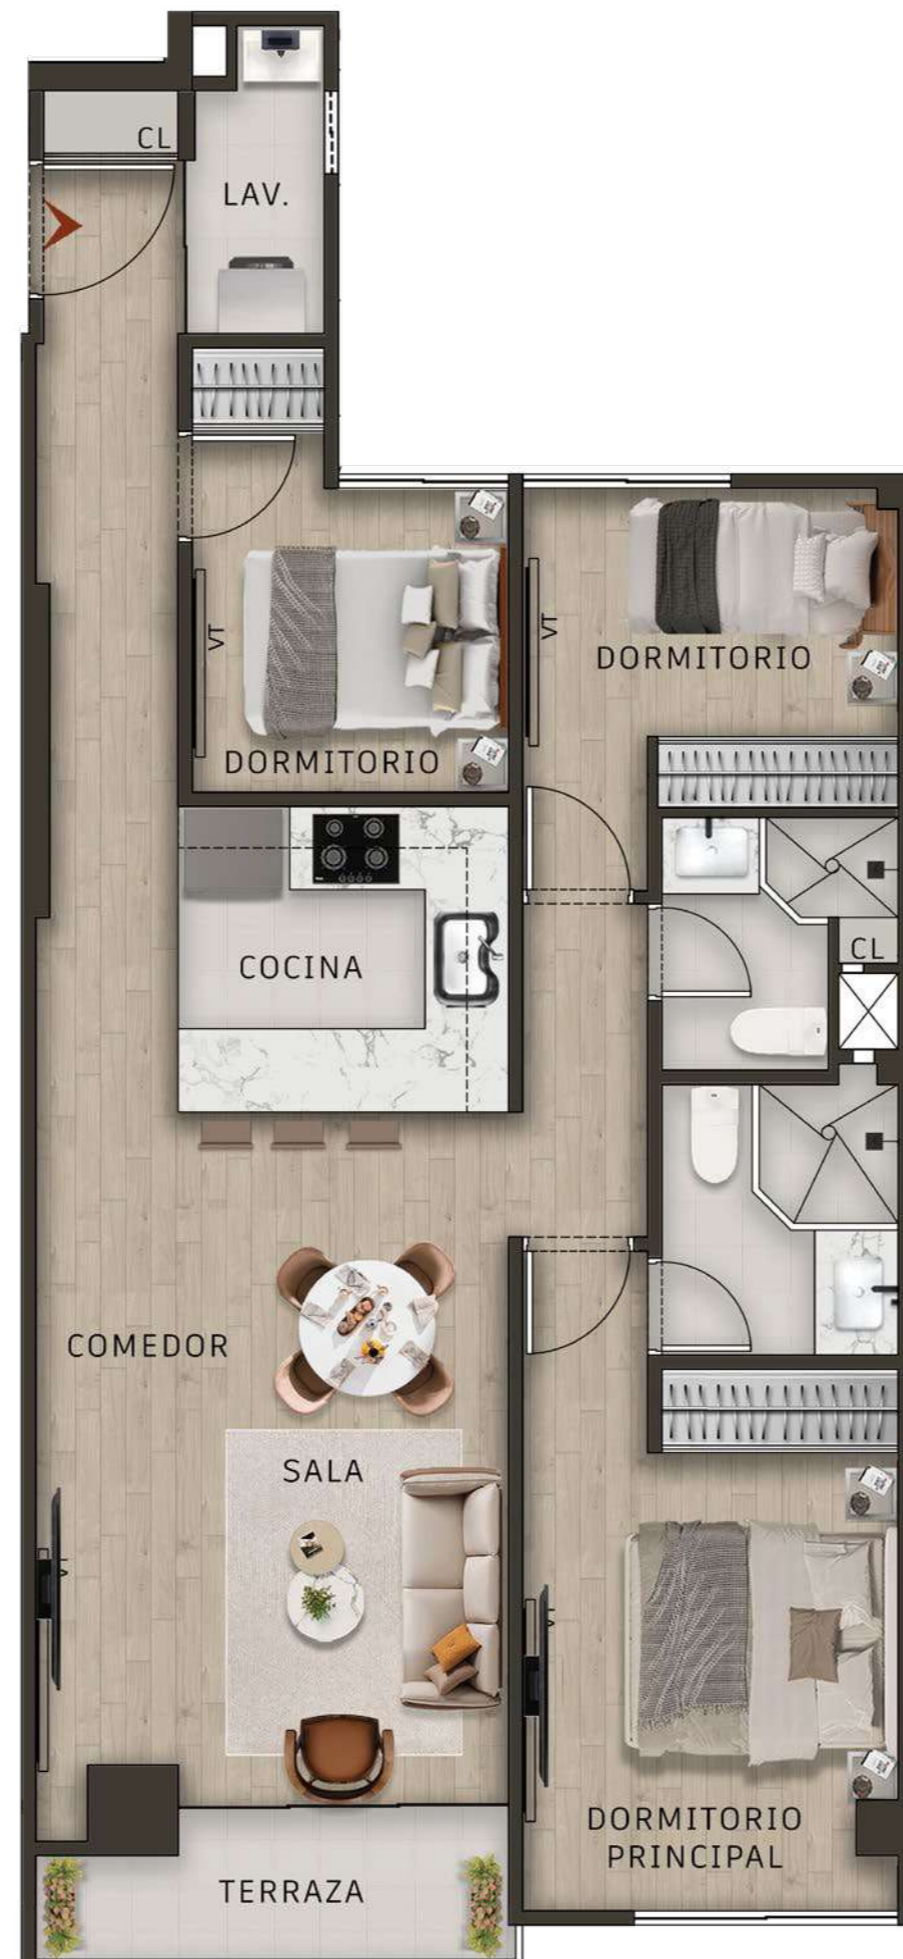 CL
LAV.
VT
VT
DORMITORIO
DORMITORIO
COCINA
CL
COMEDOR
SALA
DORMITORIO
PRINCIPAL
TERRAZA